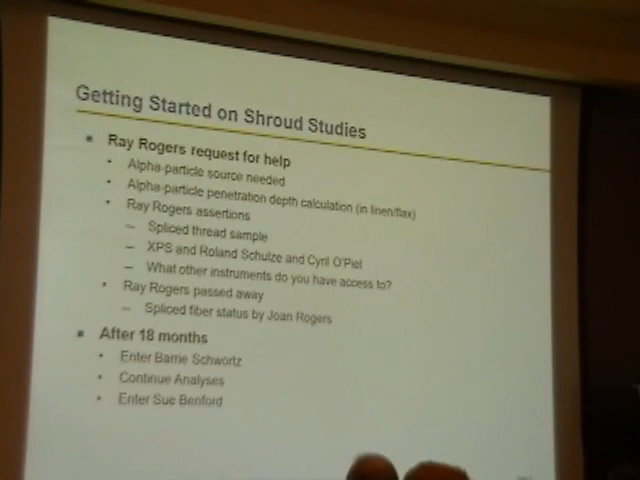 Getting Started on Shroud Studies
Ray Rogers request for help
Alpha-particle source needed
Alpha-particle penetration depth calculation (in linen/flax)
Ray Rogers assertions
Spliced thread sample
XPS and Roland Schulze and Cyril O'Piel
What other instruments do you have access to?
Ray Rogers passed away
Spliced fiber status by Joan Rogers
After 18 months
Enter Barrie Schwortz
Continue Analyses
Enter Sue Benford